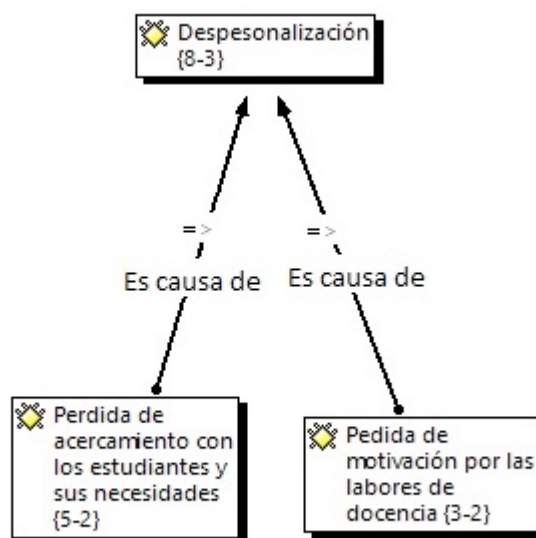 Despesonalización
{8-3}
=>
=>
Es causa de
Es causa de
Perdida de
acercamiento con
los estudiantes y
sus necesidades
{5-2}
Pedida de
motivación por las
labores de
docencia {3-2}